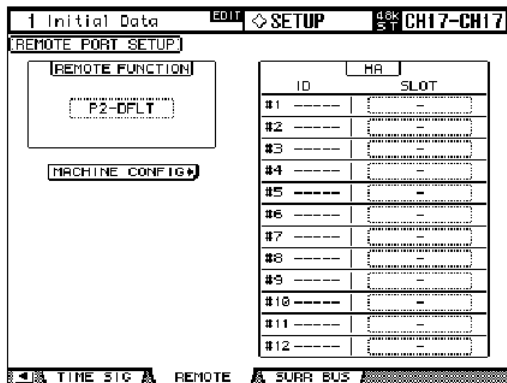 1 Initial Data EDIT SETUP 48k ST CH17-CH17
REMOTE PORT SETUP
REMOTE FUNCTION
P2-DFLT
MACHINE CONFIG
HA
ID SLOT
#1 ----- -
#2 ----- -
#3 ----- -
#4 ----- -
#5 ----- -
#6 ----- -
#7 ----- -
#8 ----- -
#9 ----- -
#10 ----- -
#11 ----- -
#12 ----- -
TIME SIG REMOTE SURR BUS